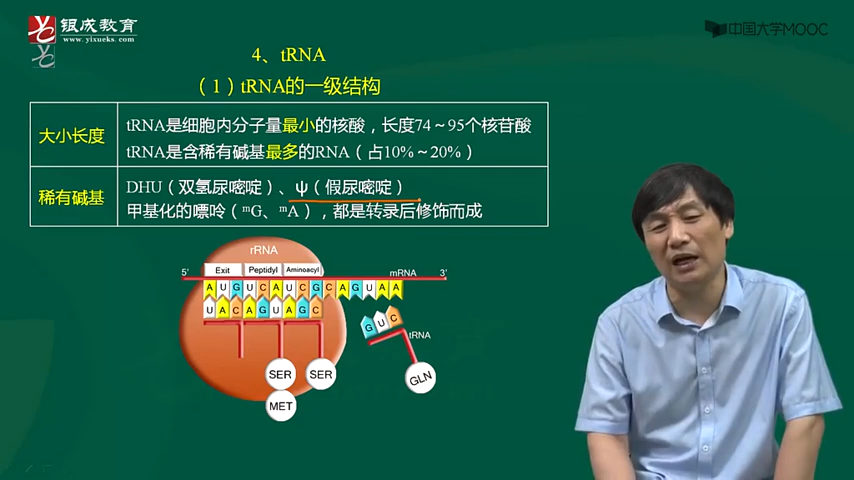 银成教育
www.yixueks.com
中国大学MOOC
4、tRNA
（1）tRNA的一级结构
大小长度
tRNA是细胞内分子量最小的核酸，长度74～95个核苷酸
tRNA是含稀有碱基最多的RNA（占10%～20%）
稀有碱基
DHU（双氢尿嘧啶）、ψ（假尿嘧啶）
甲基化的嘌呤（ᵐG、ᵐA），都是转录后修饰而成
rRNA
Exit Peptidyl Aminoacyl
5' mRNA 3'
A U G U C A U C G C A G U A A
U A C A G U A G C
G U C
tRNA
SER SER GLN
MET